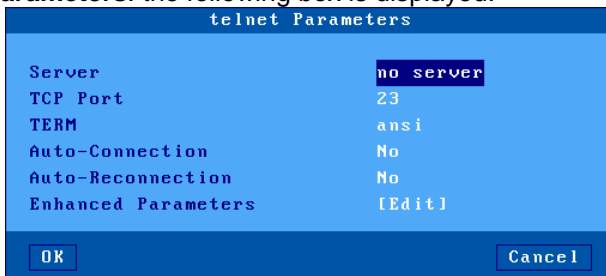 arameters: the following box is displayed:
telnet Parameters
Server no server
TCP Port 23
TERM ansi
Auto-Connection No
Auto-Reconnection No
Enhanced Parameters [Edit]
OK Cancel